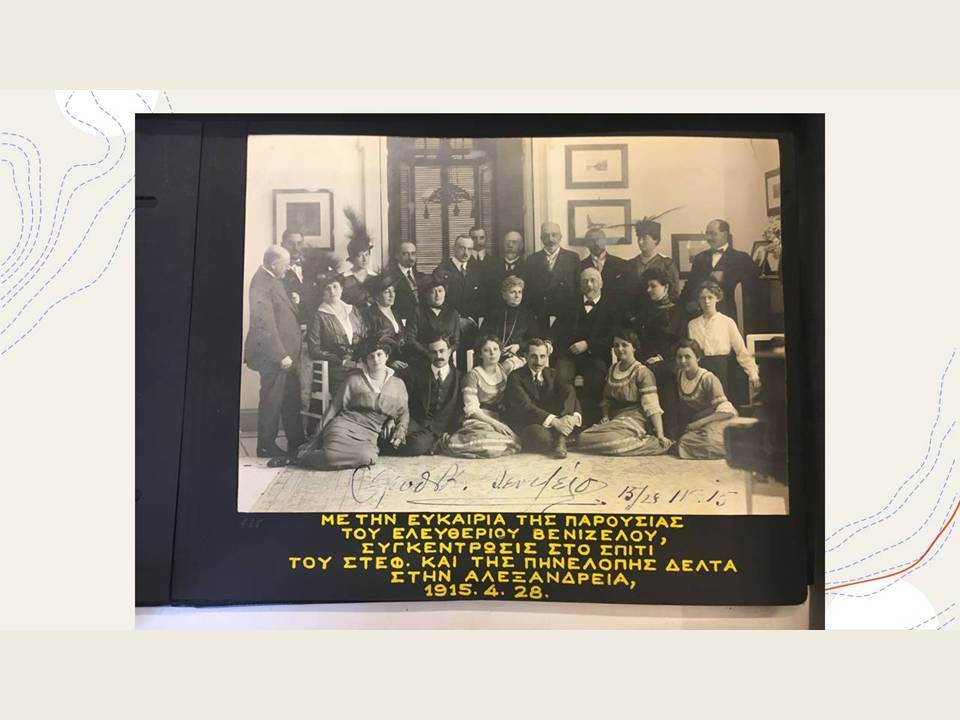 15/28 IV. 15
ΜΕ ΤΗΝ ΕΥΚΑΙΡΙΑ ΤΗΣ ΠΑΡΟΥΣΙΑΣ
ΤΟΥ ΕΛΕΥΘΕΡΙΟΥ ΒΕΝΙΖΕΛΟΥ,
ΣΥΓΚΕΝΤΡΩΣΙΣ ΣΤΟ ΣΠΙΤΙ
ΤΟΥ ΣΤΕΦ. ΚΑΙ ΤΗΣ ΠΗΝΕΛΟΠΗΣ ΔΕΛΤΑ
ΣΤΗΝ ΑΛΕΞΑΝΔΡΕΙΑ,
1915. 4. 28.